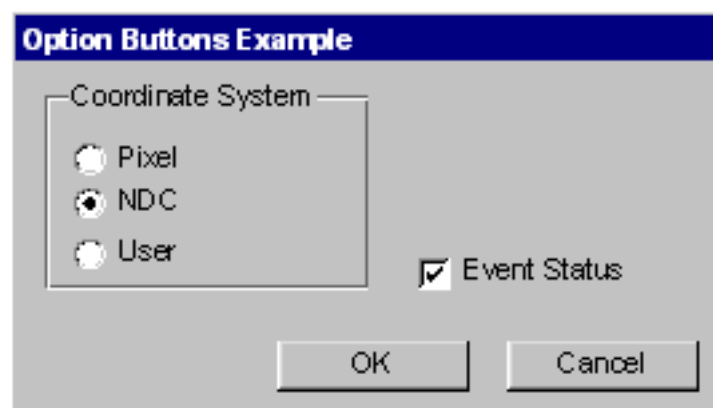 Option Buttons Example
Coordinate System
Pixel
NDC
User
Event Status
OK
Cancel